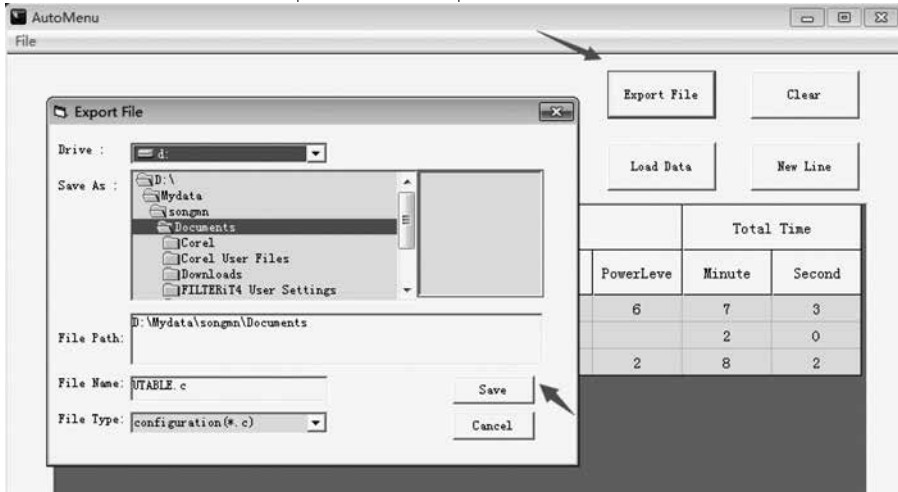 AutoMenu
File
Export File
Clear
Export File
Drive :
d:
Load Data
New Line
Save As :
D:\
Mydata
songmn
Documents
Corel
Corel User Files
Downloads
FILTERiT4 User Settings
Total Time
PowerLeve Minute Second
6 7 3
2 0
2 8 2
File Path: D:\Mydata\songmn\Documents
File Name: UTABLE.c
Save
File Type: configuration(*.c)
Cancel